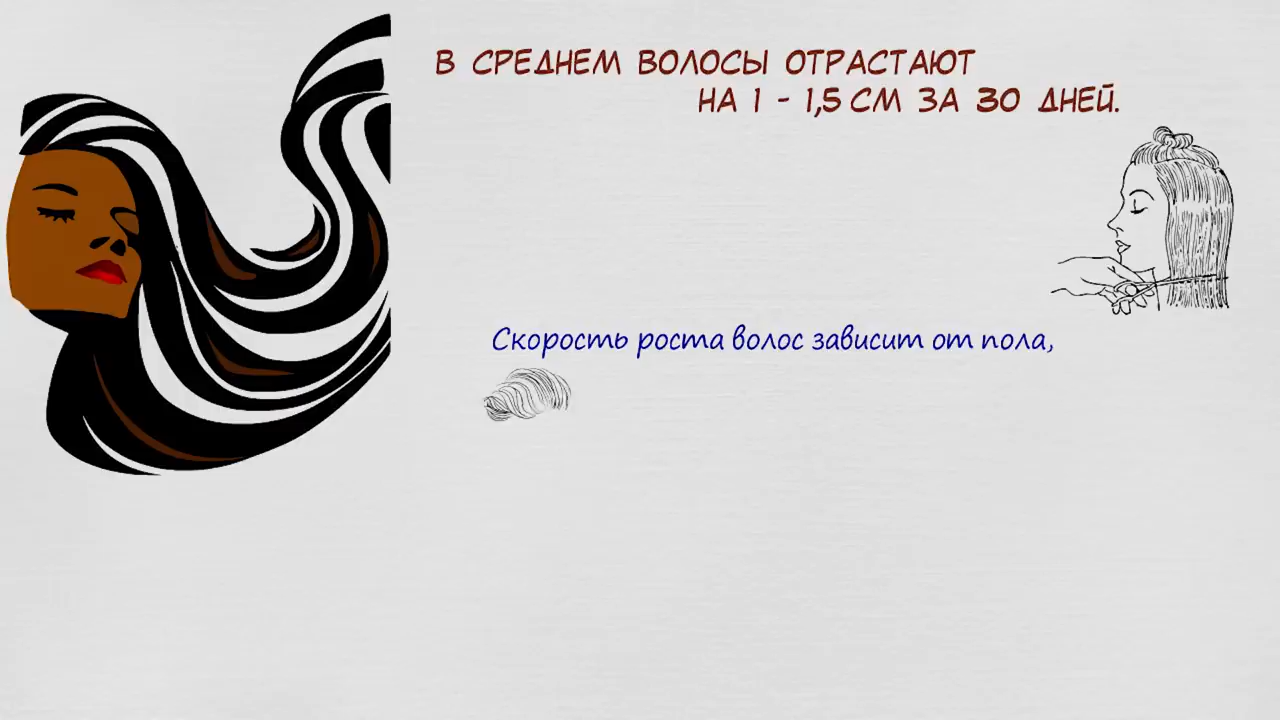 В СРЕДНЕМ ВОЛОСЫ ОТРАСТАЮТ
НА 1 - 1,5 СМ ЗА 30 ДНЕЙ.
Скорость роста волос зависит от пола,